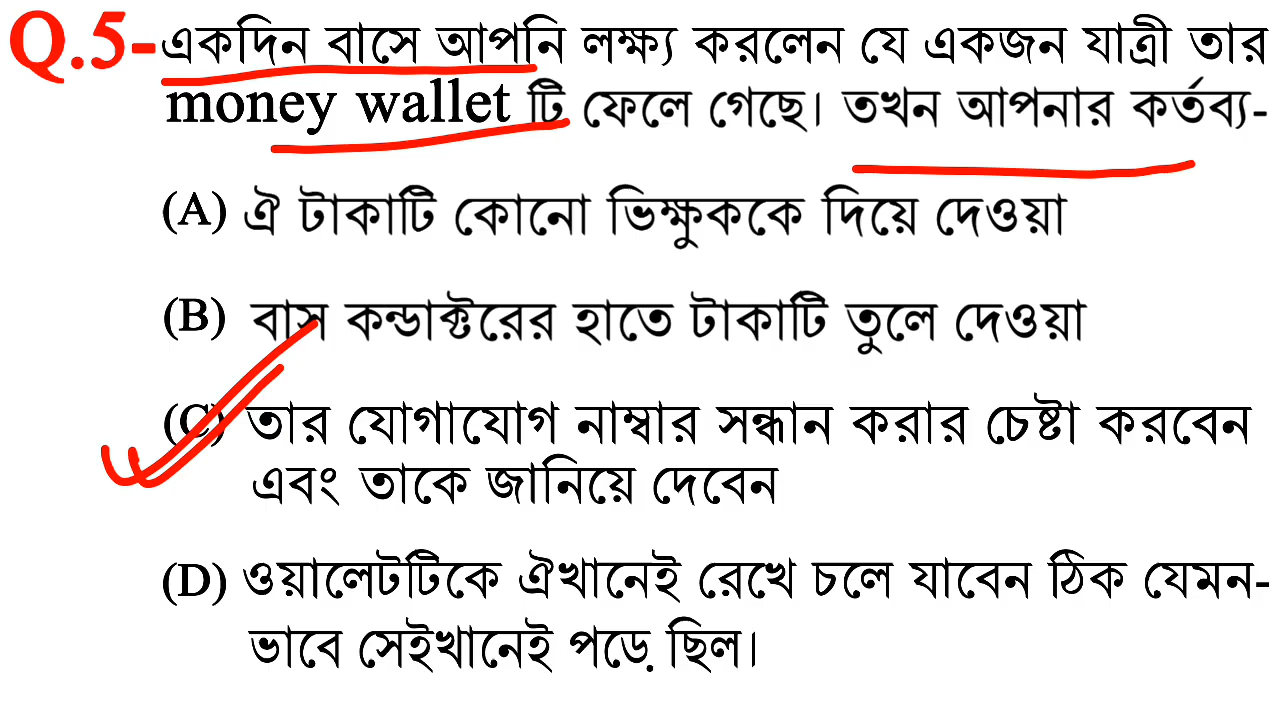 Q.5-একদিন বাসে আপনি লক্ষ্য করলেন যে একজন যাত্রী তার
money wallet টি ফেলে গেছে। তখন আপনার কর্তব্য-
(A) ঐ টাকাটি কোনো ভিক্ষুককে দিয়ে দেওয়া
(B) বাস কন্ডাক্টরের হাতে টাকাটি তুলে দেওয়া
(C) তার যোগাযোগ নাম্বার সন্ধান করার চেষ্টা করবেন
এবং তাকে জানিয়ে দেবেন
(D) ওয়ালেটটিকে ঐখানেই রেখে চলে যাবেন ঠিক যেমন-
ভাবে সেইখানেই পড়ে ছিল।